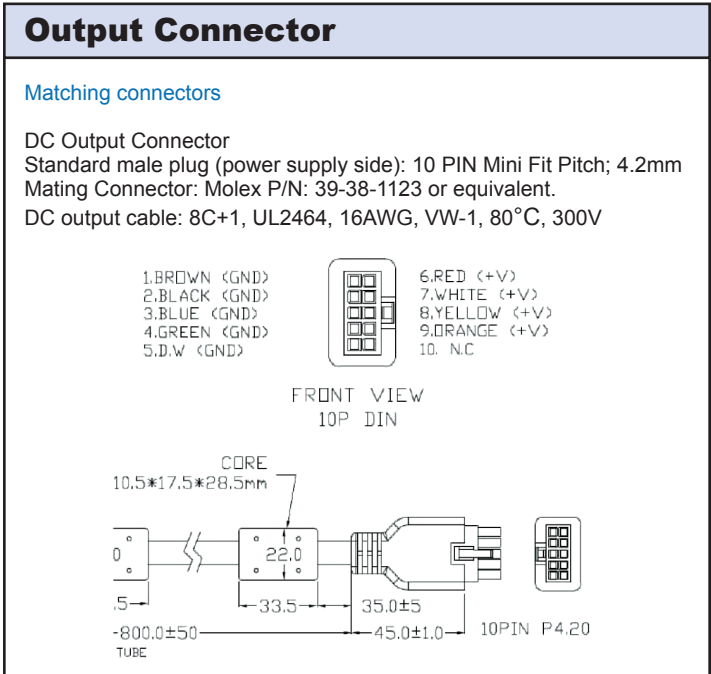 Output Connector
Matching connectors
DC Output Connector
Standard male plug (power supply side): 10 PIN Mini Fit Pitch; 4.2mm
Mating Connector: Molex P/N: 39-38-1123 or equivalent.
DC output cable: 8C+1, UL2464, 16AWG, VW-1, 80°C, 300V
1.BROWN (GND)
2.BLACK (GND)
3.BLUE (GND)
4.GREEN (GND)
5.D.W (GND)
6.RED (+V)
7.WHITE (+V)
8.YELLOW (+V)
9.ORANGE (+V)
10. N.C
FRONT VIEW
10P DIN
CORE
10.5*17.5*28.5mm
0
22.0
.5
33.5
35.0±5
-800.0±50
45.0±1.0
10PIN P4.20
TUBE